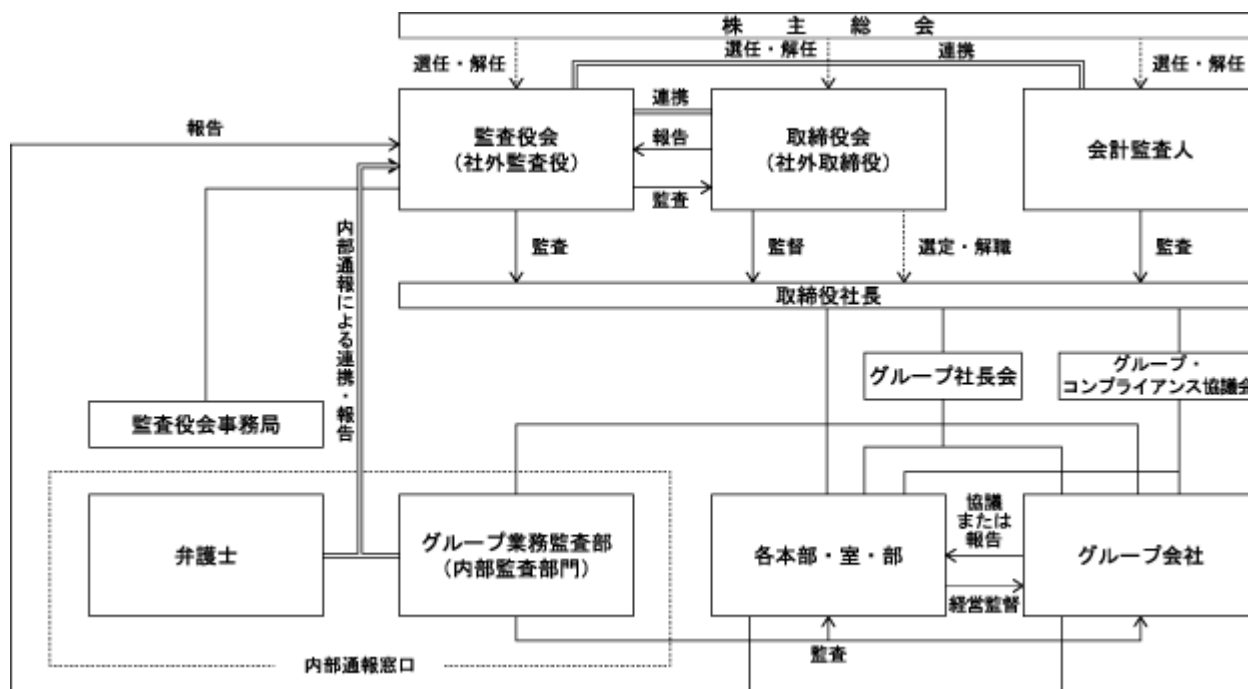 株主総会
選任・解任
選任・解任
連携
選任・解任
報告
監査役会
（社外監査役）
連携
報告
監査
取締役会
（社外取締役）
会計監査人
監査
監督
選定・解職
監査
内部通報による連携・報告
取締役社長
グループ社長会
グループ・
コンプライアンス協議会
監査役会事務局
弁護士
グループ業務監査部
（内部監査部門）
各本部・室・部
協議
または
報告
経営監督
グループ会社
監査
内部通報窓口